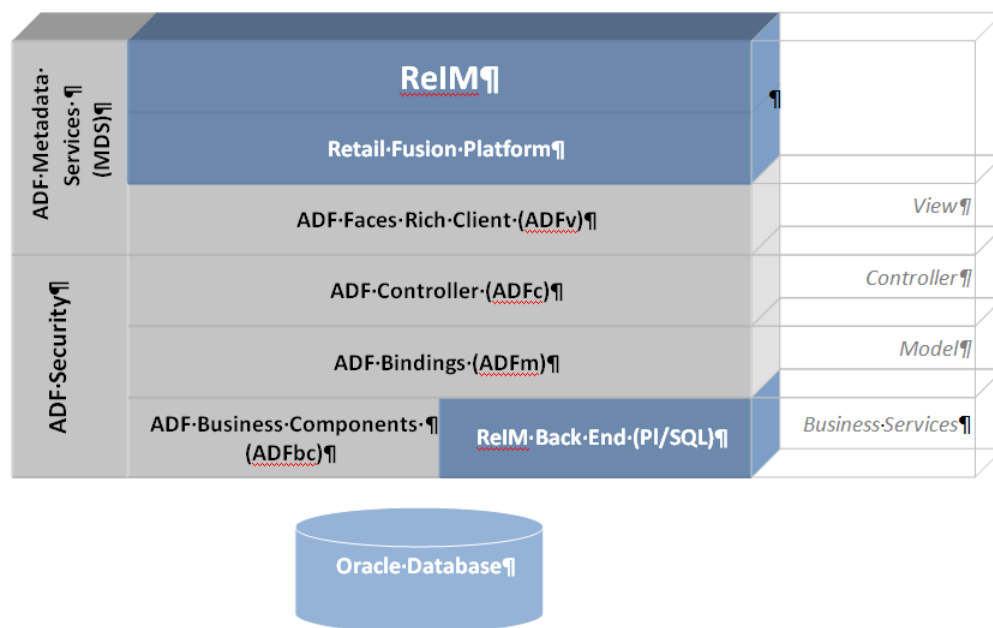 ADF·Metadata·
Services·¶
(MDS)¶
ReIM¶
¶
Retail·Fusion·Platform¶
ADF·Faces·Rich·Client·(ADFv)¶
View¶
ADF·Security¶
ADF·Controller·(ADFc)¶
Controller¶
ADF·Bindings·(ADFm)¶
Model¶
ADF·Business·Components·¶
(ADFbc)¶
ReIM·Back·End·(Pl/SQL)¶
Business·Services¶
Oracle·Database¶